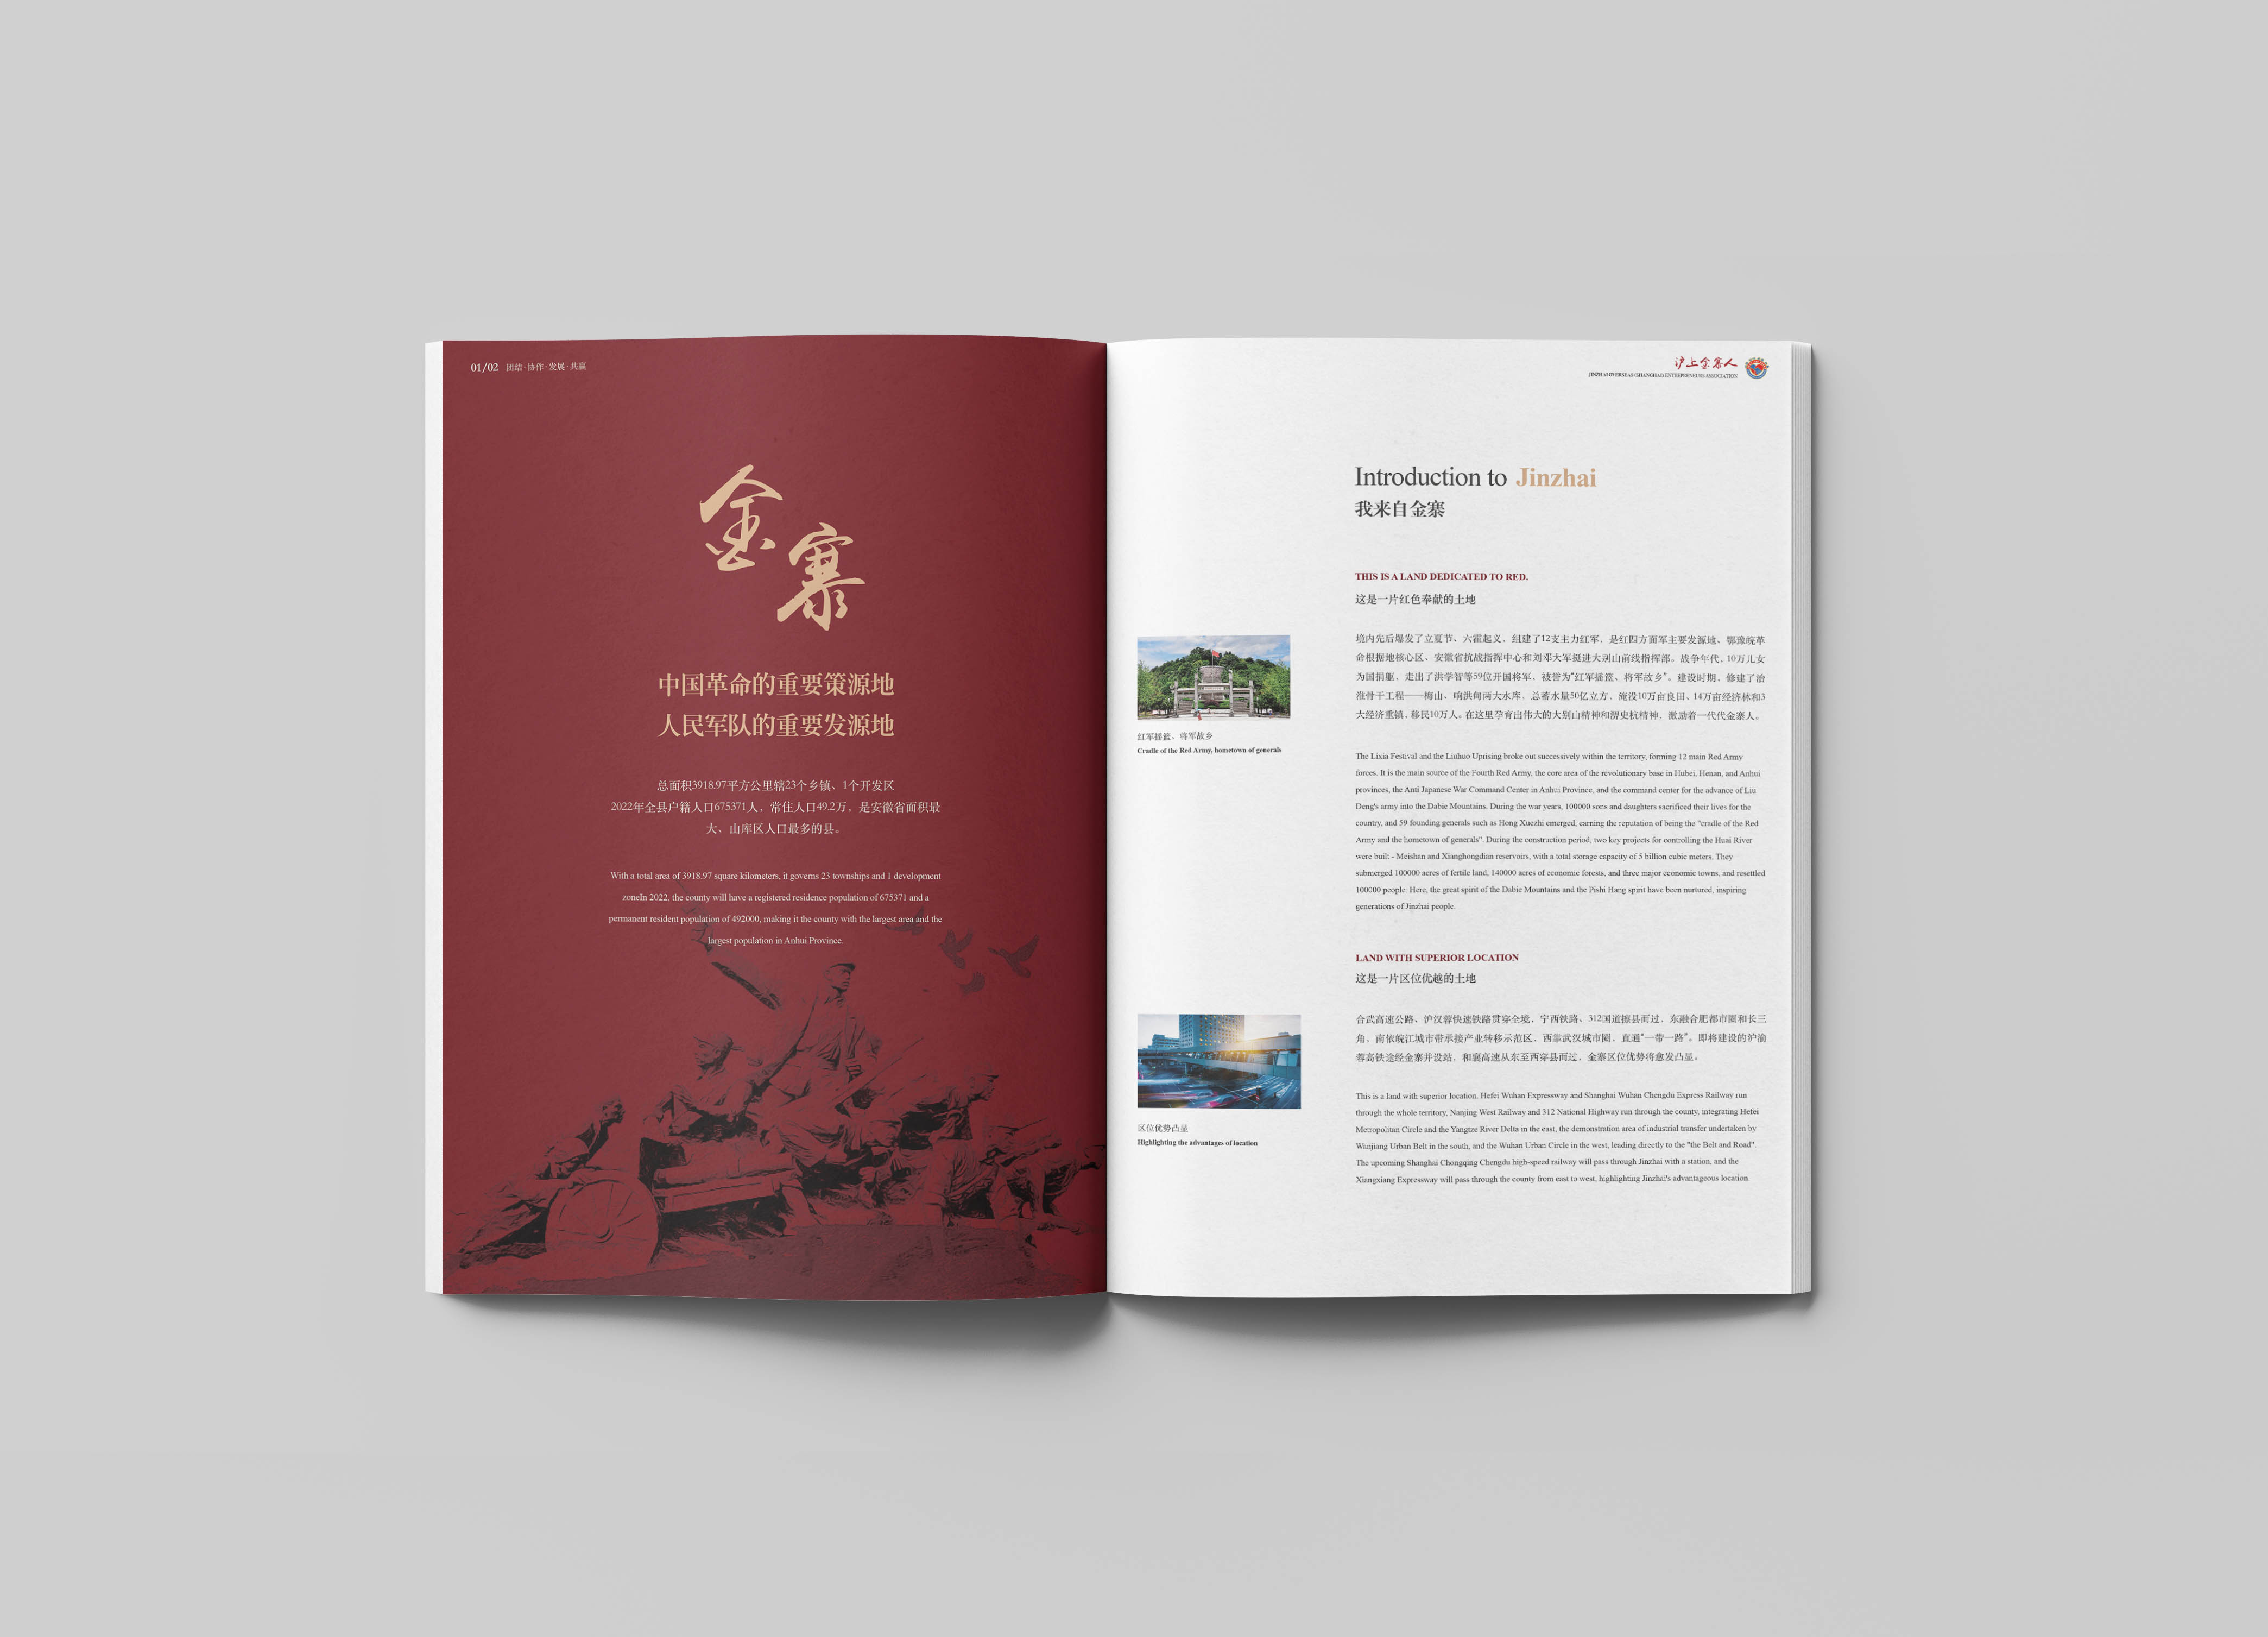 01/02 团结·协作·发展·共赢
金寨
中国革命的重要策源地
人民军队的重要发源地
总面积3918.97平方公里辖23个乡镇、1个开发区
2022年全县户籍人口675371人，常住人口49.2万，是安徽省面积最
大、山库区人口最多的县。
With a total area of 3918.97 square kilometers, it governs 23 townships and 1 development
zoneIn 2022, the county will have a registered residence population of 675371 and a
permanent resident population of 492000, making it the county with the largest area and the
largest population in Anhui Province.
沪上金寨人
JINZHAI OVERSEAS (SHANGHAI) ENTREPRENEURS ASSOCIATION
Introduction to Jinzhai
我来自金寨
THIS IS A LAND DEDICATED TO RED.
这是一片红色奉献的土地
境内先后爆发了立夏节、六霍起义，组建了12支主力红军，是红四方面军主要发源地、鄂豫皖革
命根据地核心区、安徽省抗战指挥中心和刘邓大军挺进大别山前线指挥部。战争年代，10万儿女
为国捐躯，走出了洪学智等59位开国将军，被誉为"红军摇篮、将军故乡"。建设时期，修建了治
淮骨干工程——梅山、响洪甸两大水库，总蓄水量50亿立方，淹没10万亩良田、14万亩经济林和3
大经济重镇，移民10万人。在这里孕育出伟大的大别山精神和淠史杭精神，激励着一代代金寨人。
The Lixia Festival and the Liuhuo Uprising broke out successively within the territory, forming 12 main Red Army
forces. It is the main source of the Fourth Red Army, the core area of the revolutionary base in Hubei, Henan, and Anhui
provinces, the Anti Japanese War Command Center in Anhui Province, and the command center for the advance of Liu
Deng's army into the Dabie Mountains. During the war years, 100000 sons and daughters sacrificed their lives for the
country, and 59 founding generals such as Hong Xuezhi emerged, earning the reputation of being the "cradle of the Red
Army and the hometown of generals". During the construction period, two key projects for controlling the Huai River
were built - Meishan and Xianghongdian reservoirs, with a total storage capacity of 5 billion cubic meters. They
submerged 100000 acres of fertile land, 140000 acres of economic forests, and three major economic towns, and resettled
100000 people. Here, the great spirit of the Dabie Mountains and the Pishi Hang spirit have been nurtured, inspiring
generations of Jinzhai people.
红军摇篮，将军故乡
Cradle of the Red Army, hometown of generals
LAND WITH SUPERIOR LOCATION
这是一片区位优越的土地
合武高速公路、沪汉蓉快速铁路贯穿全境，宁西铁路、312国道擦县而过，东融合肥都市圈和长三
角，南依皖江城市带承接产业转移示范区，西靠武汉城市圈，直通"一带一路"。即将建设的沪渝
蓉高铁途经金寨并设站，和襄高速从东至西穿县而过，金寨区位优势将愈发凸显。
This is a land with superior location. Hefei Wuhan Expressway and Shanghai Wuhan Chengdu Express Railway run
through the whole territory, Nanjing West Railway and 312 National Highway run through the county, integrating Hefei
Metropolitan Circle and the Yangtze River Delta in the east, the demonstration area of industrial transfer undertaken by
Wanjiang Urban Belt in the south, and the Wuhan Urban Circle in the west, leading directly to the "the Belt and Road".
The upcoming Shanghai Chongqing Chengdu high-speed railway will pass through Jinzhai with a station, and the
Xiangxiang Expressway will pass through the county from east to west, highlighting Jinzhai's advantageous location.
区位优势凸显
Highlighting the advantages of location